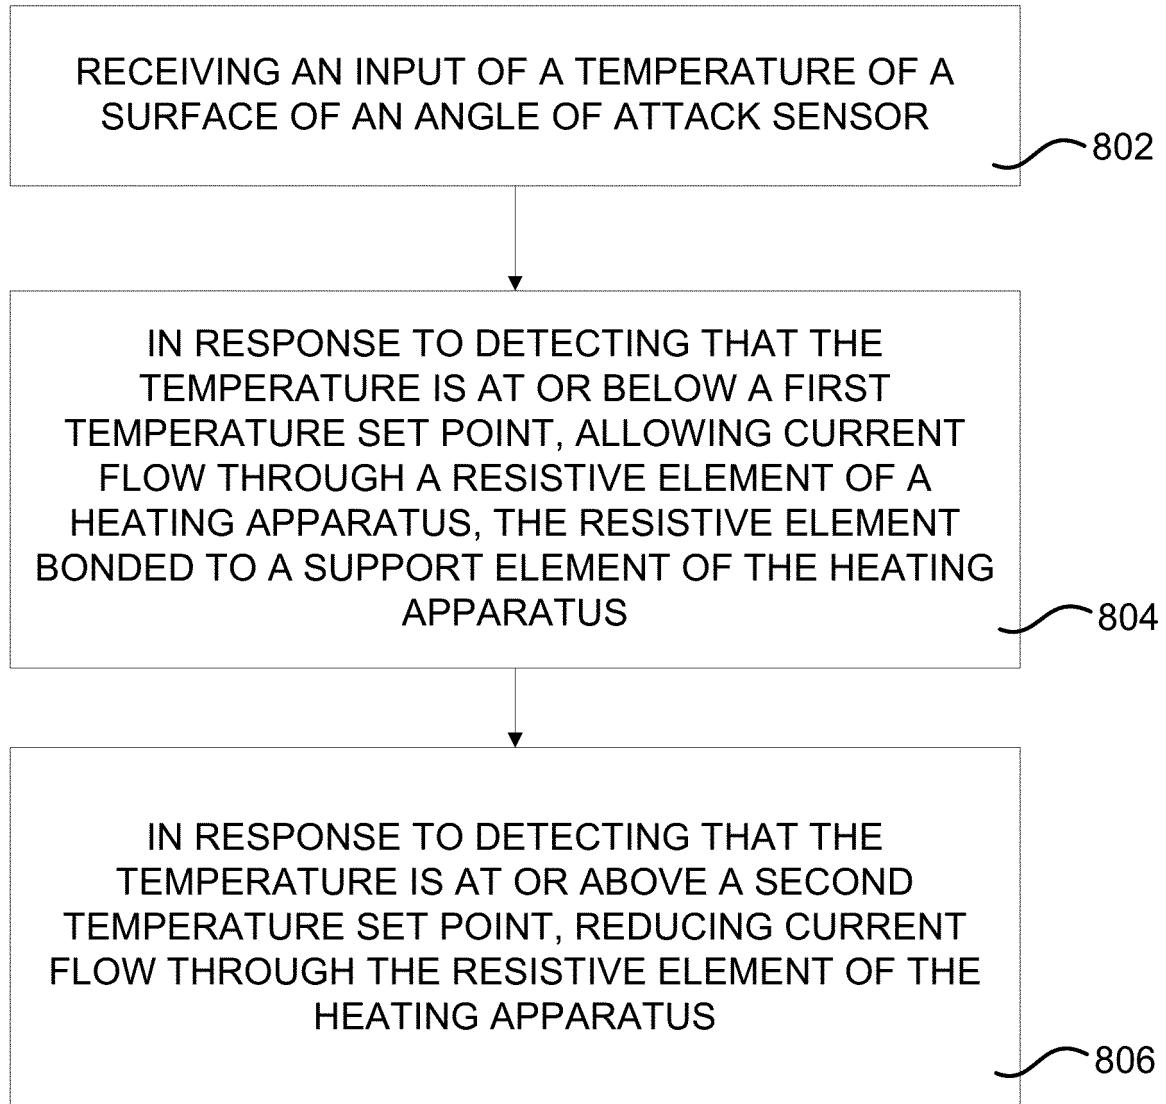 RECEIVING AN INPUT OF A TEMPERATURE OF A
SURFACE OF AN ANGLE OF ATTACK SENSOR
802
IN RESPONSE TO DETECTING THAT THE
TEMPERATURE IS AT OR BELOW A FIRST
TEMPERATURE SET POINT, ALLOWING CURRENT
FLOW THROUGH A RESISTIVE ELEMENT OF A
HEATING APPARATUS, THE RESISTIVE ELEMENT
BONDED TO A SUPPORT ELEMENT OF THE HEATING
APPARATUS
804
IN RESPONSE TO DETECTING THAT THE
TEMPERATURE IS AT OR ABOVE A SECOND
TEMPERATURE SET POINT, REDUCING CURRENT
FLOW THROUGH THE RESISTIVE ELEMENT OF THE
HEATING APPARATUS
806